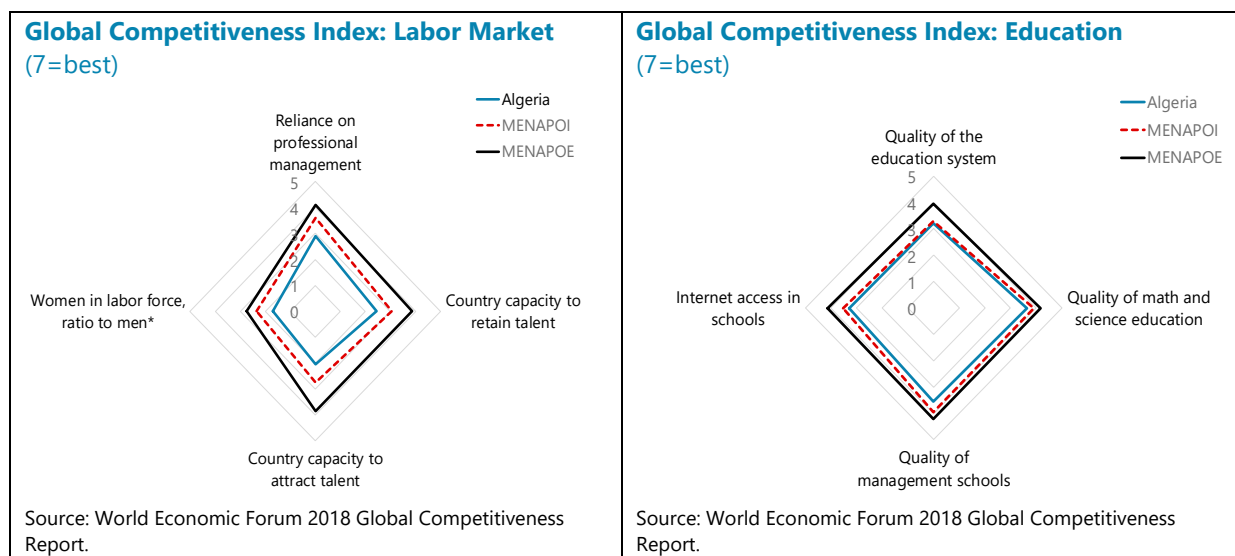 Global Competitiveness Index: Labor Market
(7=best)
Algeria
MENAPOI
MENAPOE
Reliance on
professional
management
5
4
3
2
1
0
Women in labor force,
ratio to men*
Country capacity to
retain talent
Country capacity to
attract talent
Source: World Economic Forum 2018 Global Competitiveness
Report.
Global Competitiveness Index: Education
(7=best)
Algeria
MENAPOI
MENAPOE
Quality of the
education system
5
4
3
2
1
0
Internet access in
schools
Quality of math and
science education
Quality of
management schools
Source: World Economic Forum 2018 Global Competitiveness
Report.